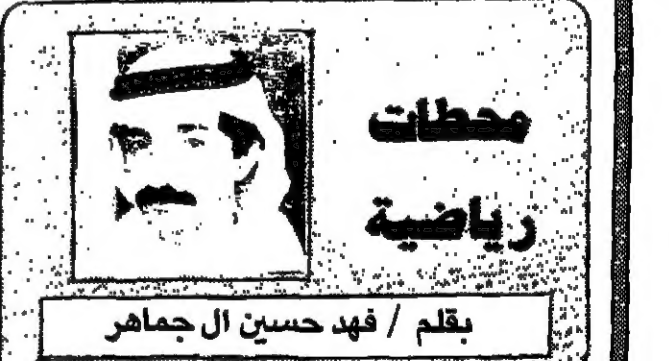 محطات
رياضية
بقلم / فهد حسين ال جماهر